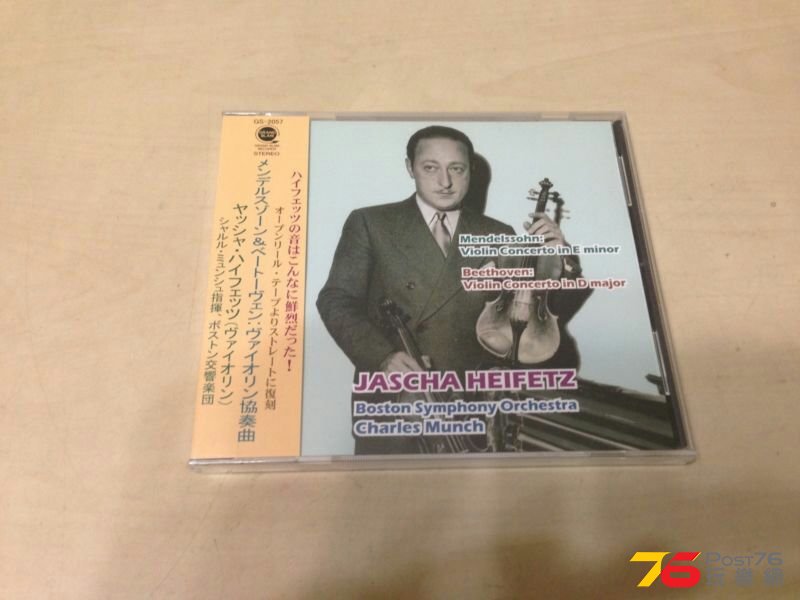 GS-2057
GRAND SLAM
GRAND SLAM RECORDS
STEREO
ハイフェッツの音はこんなに鮮烈だった！
オープンリール・テープよりストレートに復刻
メンデルスゾーン&ベートーヴェン:ヴァイオリン協奏曲
ヤッシャ・ハイフェッツ(ヴァイオリン)
シャルル・ミュンシュ指揮、ボストン交響楽団
Mendelssohn:
Violin Concerto in E minor
Beethoven:
Violin Concerto in D major
JASCHA HEIFETZ
Boston Symphony Orchestra
Charles Munch
76 POST76
玩樂網